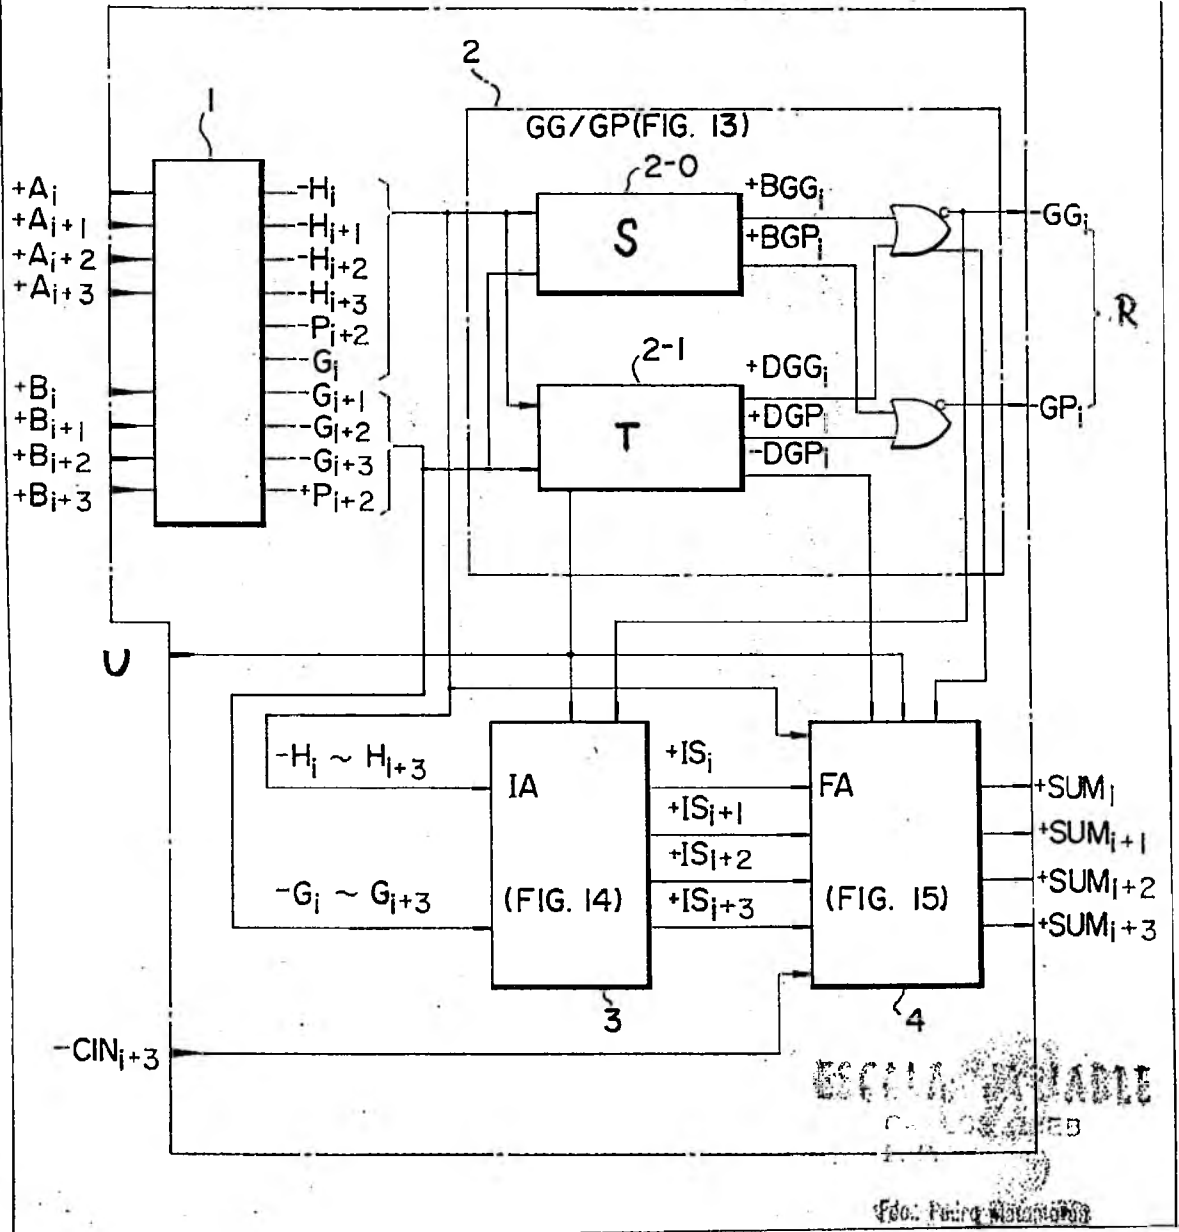 2
GG/GP(FIG. 13)
1
2-0
+Ai
+Ai+1
+Ai+2
+Ai+3
+Bi
+Bi+1
+Bi+2
+Bi+3
-Hi
-Hi+1
-Hi+2
-Hi+3
-Pi+2
-Gi
-Gi+1
-Gi+2
-Gi+3
+Pi+2
S
+BGGi
+BGPi
2-1
T
+DGGi
+DGPi
-DGPi
-GGi
R
-GPi
U
-Hi ~ Hi+3
-Gi ~ Gi+3
IA
(FIG. 14)
3
+ISi
+ISi+1
+ISi+2
+ISi+3
FA
(FIG. 15)
4
+SUMi
+SUMi+1
+SUMi+2
+SUMi+3
-CINi+3